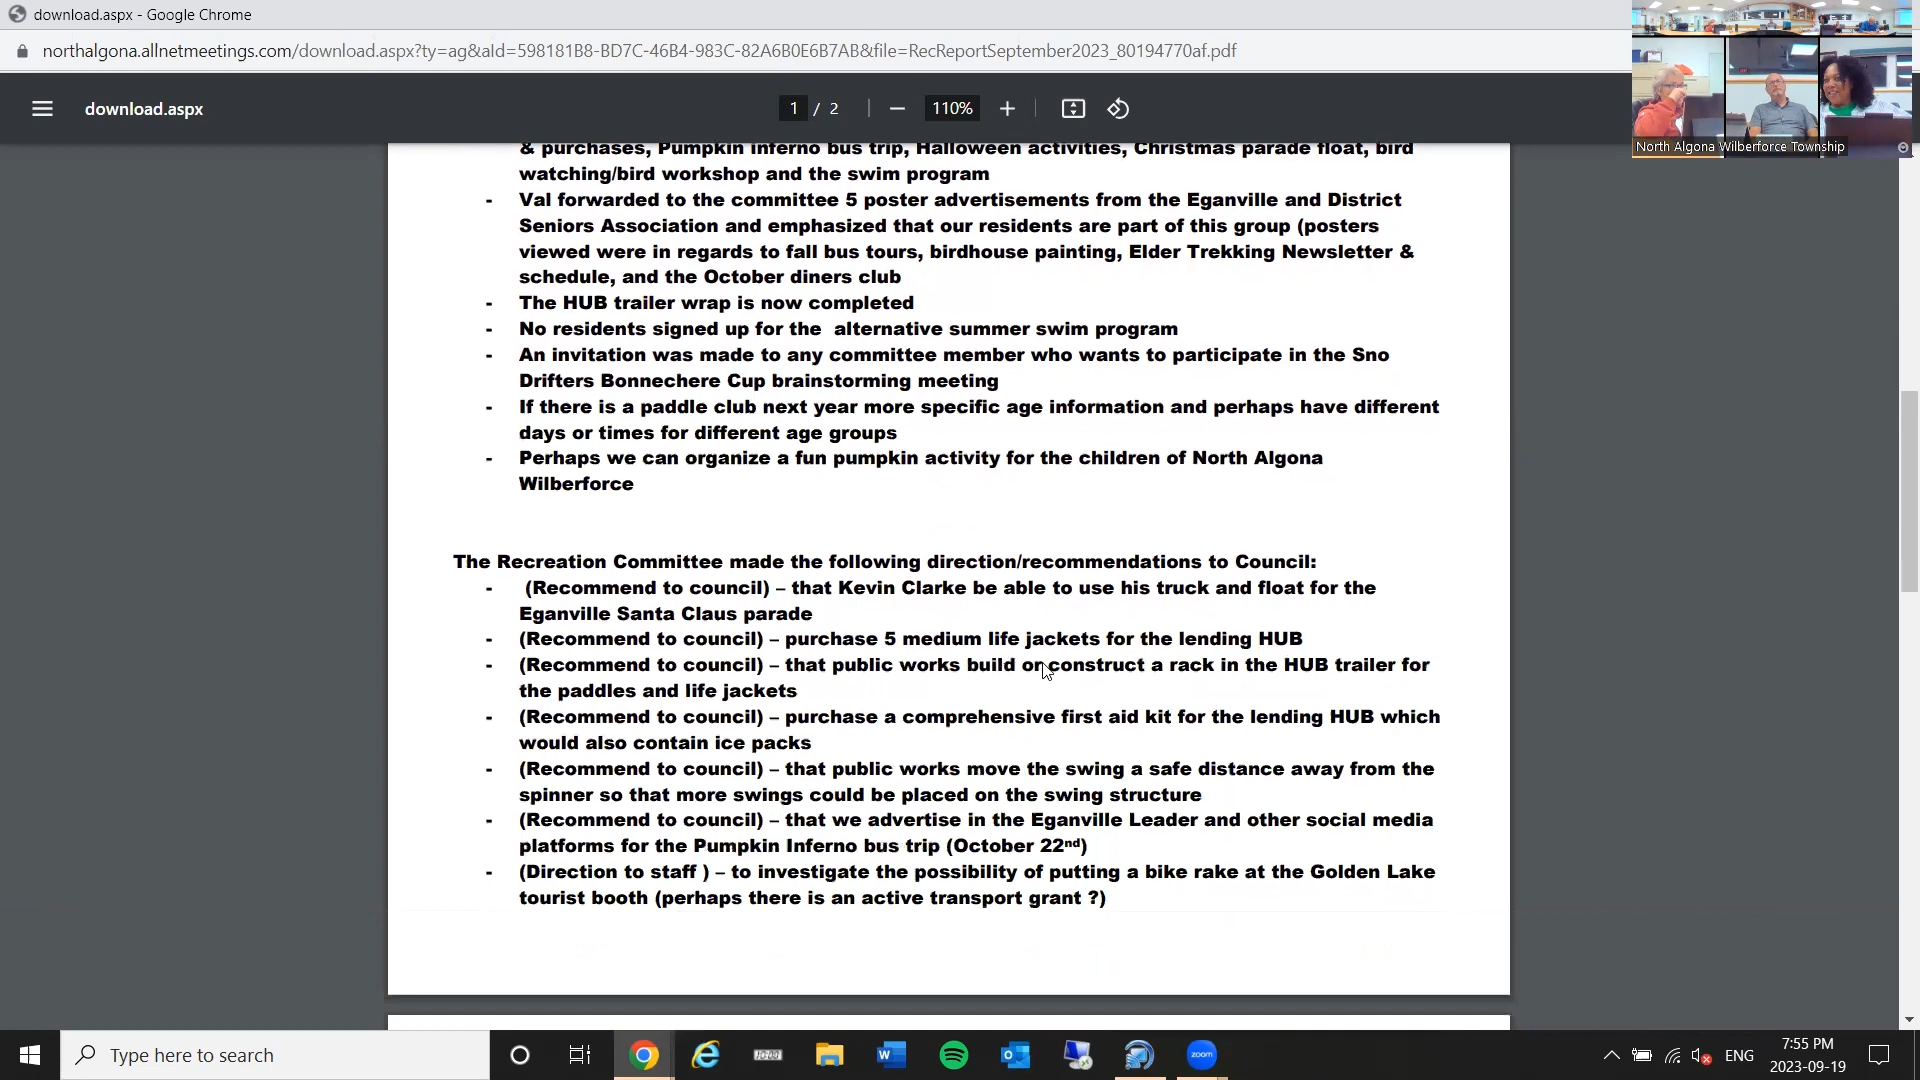 download.aspx - Google Chrome
northalgona.allnetmeetings.com/download.aspx?ty=ag&aId=598181B8-BD7C-46B4-983C-82A6B0E6B7AB&file=RecReportSeptember2023_80194770af.pdf
download.aspx
1 / 2
110%
North Algona Wilberforce Township
& purchases, Pumpkin inferno bus trip, Halloween activities, Christmas parade float, bird
watching/bird workshop and the swim program
- Val forwarded to the committee 5 poster advertisements from the Eganville and District
Seniors Association and emphasized that our residents are part of this group (posters
viewed were in regards to fall bus tours, birdhouse painting, Elder Trekking Newsletter &
schedule, and the October diners club
- The HUB trailer wrap is now completed
- No residents signed up for the  alternative summer swim program
- An invitation was made to any committee member who wants to participate in the Sno
Drifters Bonnechere Cup brainstorming meeting
- If there is a paddle club next year more specific age information and perhaps have different
days or times for different age groups
- Perhaps we can organize a fun pumpkin activity for the children of North Algona
Wilberforce
The Recreation Committee made the following direction/recommendations to Council:
- (Recommend to council) – that Kevin Clarke be able to use his truck and float for the
Eganville Santa Claus parade
- (Recommend to council) – purchase 5 medium life jackets for the lending HUB
- (Recommend to council) – that public works build or construct a rack in the HUB trailer for
the paddles and life jackets
- (Recommend to council) – purchase a comprehensive first aid kit for the lending HUB which
would also contain ice packs
- (Recommend to council) – that public works move the swing a safe distance away from the
spinner so that more swings could be placed on the swing structure
- (Recommend to council) – that we advertise in the Eganville Leader and other social media
platforms for the Pumpkin Inferno bus trip (October 22nd)
- (Direction to staff ) – to investigate the possibility of putting a bike rake at the Golden Lake
tourist booth (perhaps there is an active transport grant ?)
Type here to search
zoom
ENG
7:55 PM
2023-09-19